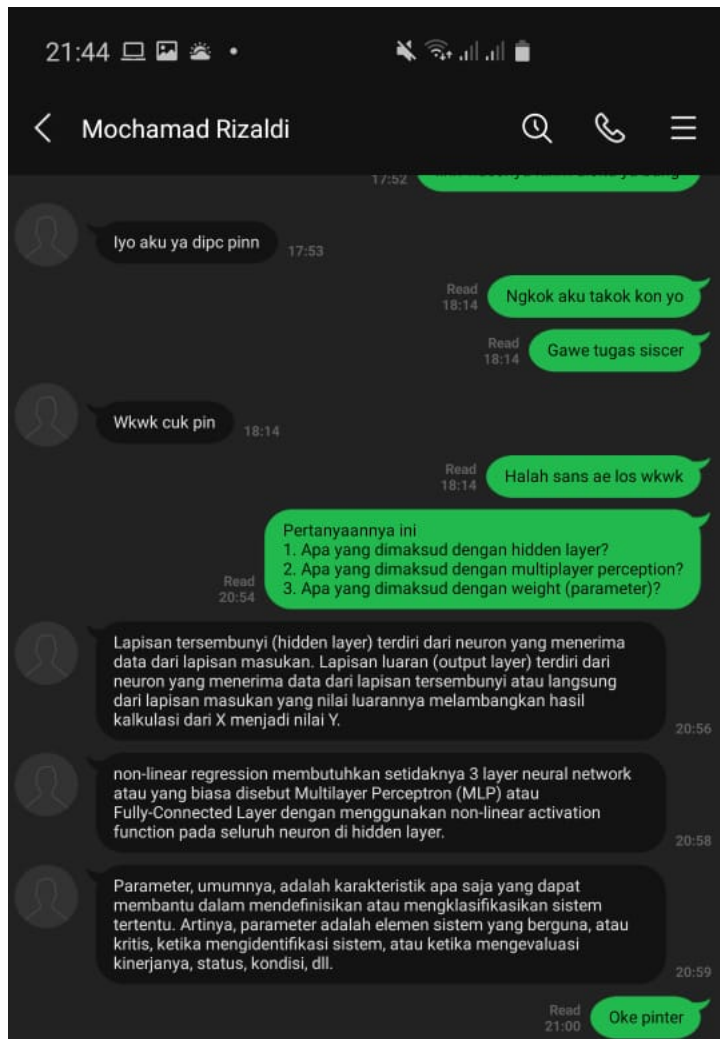 21:44
Mochamad Rizaldi
17:52
Iyo aku ya dipc pinn
17:53
Read
18:14
Ngkok aku takok kon yo
Read
18:14
Gawe tugas siscer
Wkwk cuk pin
18:14
Read
18:14
Halah sans ae los wkwk
Pertanyaannya ini
1. Apa yang dimaksud dengan hidden layer?
2. Apa yang dimaksud dengan multiplayer perception?
3. Apa yang dimaksud dengan weight (parameter)?
Read
20:54
Lapisan tersembunyi (hidden layer) terdiri dari neuron yang menerima
data dari lapisan masukan. Lapisan luaran (output layer) terdiri dari
neuron yang menerima data dari lapisan tersembunyi atau langsung
dari lapisan masukan yang nilai luarannya melambangkan hasil
kalkulasi dari X menjadi nilai Y.
20:56
non-linear regression membutuhkan setidaknya 3 layer neural network
atau yang biasa disebut Multilayer Perceptron (MLP) atau
Fully-Connected Layer dengan menggunakan non-linear activation
function pada seluruh neuron di hidden layer.
20:58
Parameter, umumnya, adalah karakteristik apa saja yang dapat
membantu dalam mendefinisikan atau mengklasifikasikan sistem
tertentu. Artinya, parameter adalah elemen sistem yang berguna, atau
kritis, ketika mengidentifikasi sistem, atau ketika mengevaluasi
kinerjanya, status, kondisi, dll.
20:59
Read
21:00
Oke pinter